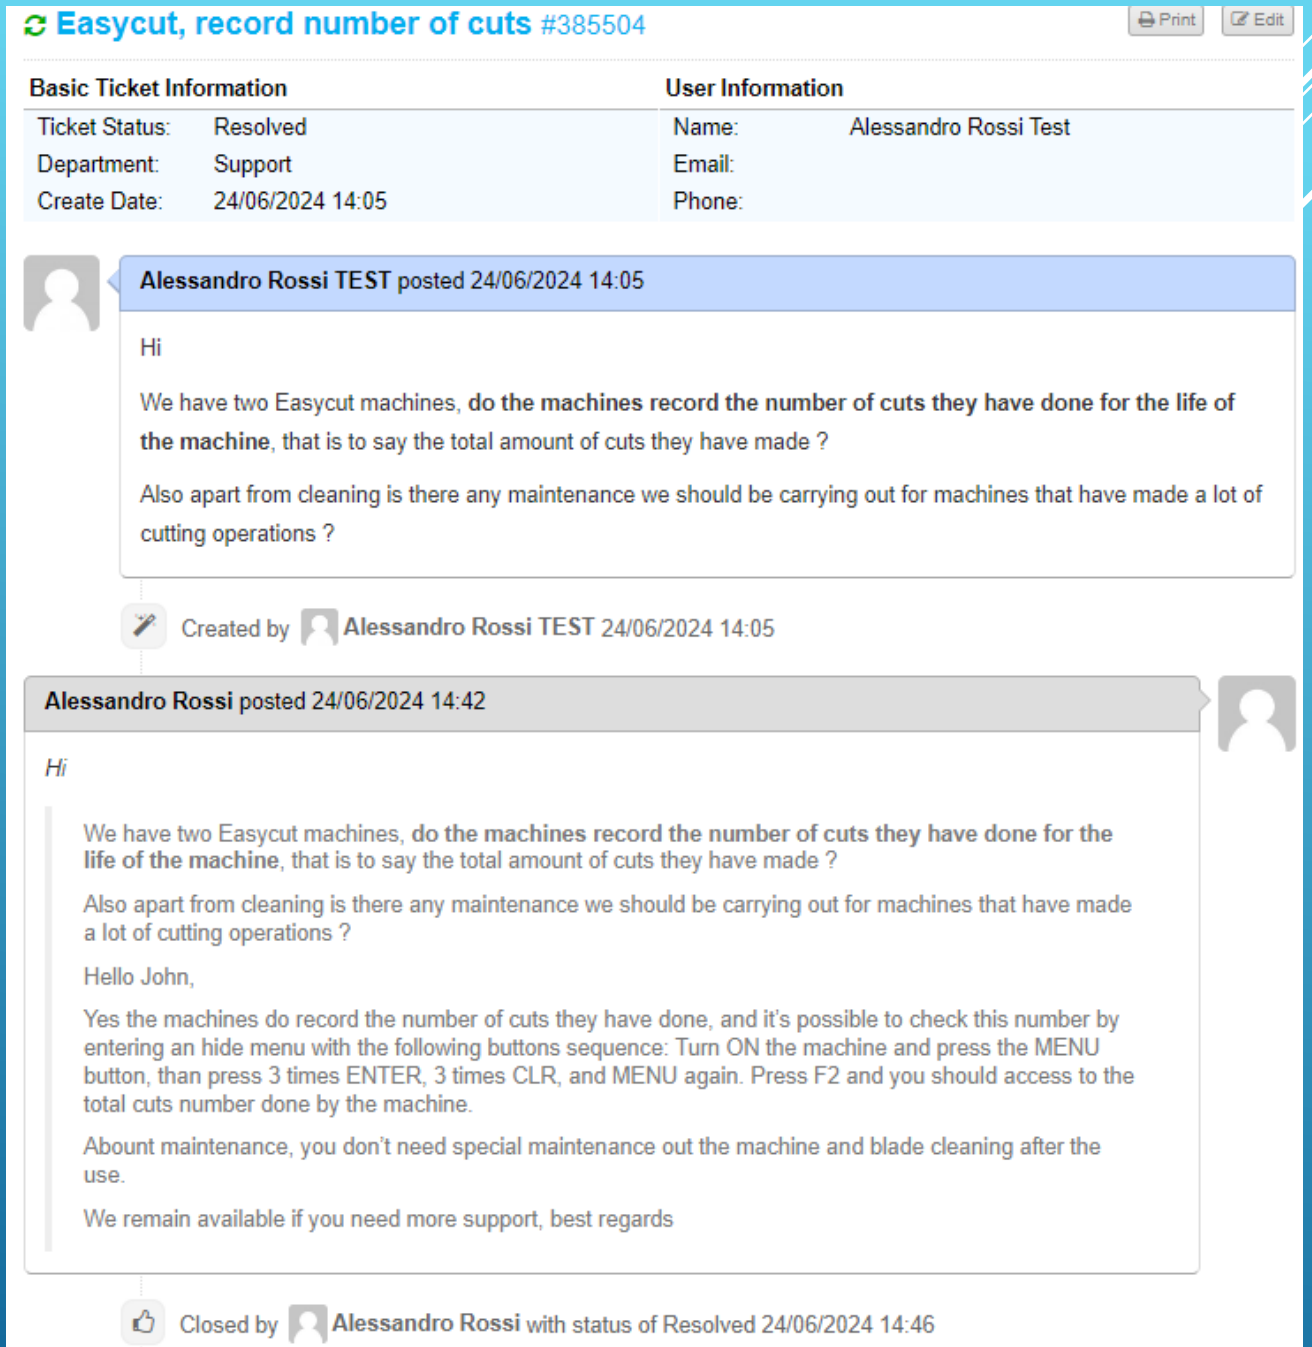 Easycut, record number of cuts #385504
Print
Edit
Basic Ticket Information
User Information
Ticket Status: Resolved
Name: Alessandro Rossi Test
Department: Support
Email:
Create Date: 24/06/2024 14:05
Phone:
Alessandro Rossi TEST posted 24/06/2024 14:05
Hi
We have two Easycut machines, do the machines record the number of cuts they have done for the life of
the machine, that is to say the total amount of cuts they have made ?
Also apart from cleaning is there any maintenance we should be carrying out for machines that have made a lot of
cutting operations ?
Created by Alessandro Rossi TEST 24/06/2024 14:05
Alessandro Rossi posted 24/06/2024 14:42
Hi
We have two Easycut machines, do the machines record the number of cuts they have done for the
life of the machine, that is to say the total amount of cuts they have made ?
Also apart from cleaning is there any maintenance we should be carrying out for machines that have made
a lot of cutting operations ?
Hello John,
Yes the machines do record the number of cuts they have done, and it's possible to check this number by
entering an hide menu with the following buttons sequence: Turn ON the machine and press the MENU
button, than press 3 times ENTER, 3 times CLR, and MENU again. Press F2 and you should access to the
total cuts number done by the machine.
Abount maintenance, you don't need special maintenance out the machine and blade cleaning after the
use.
We remain available if you need more support, best regards
Closed by Alessandro Rossi with status of Resolved 24/06/2024 14:46